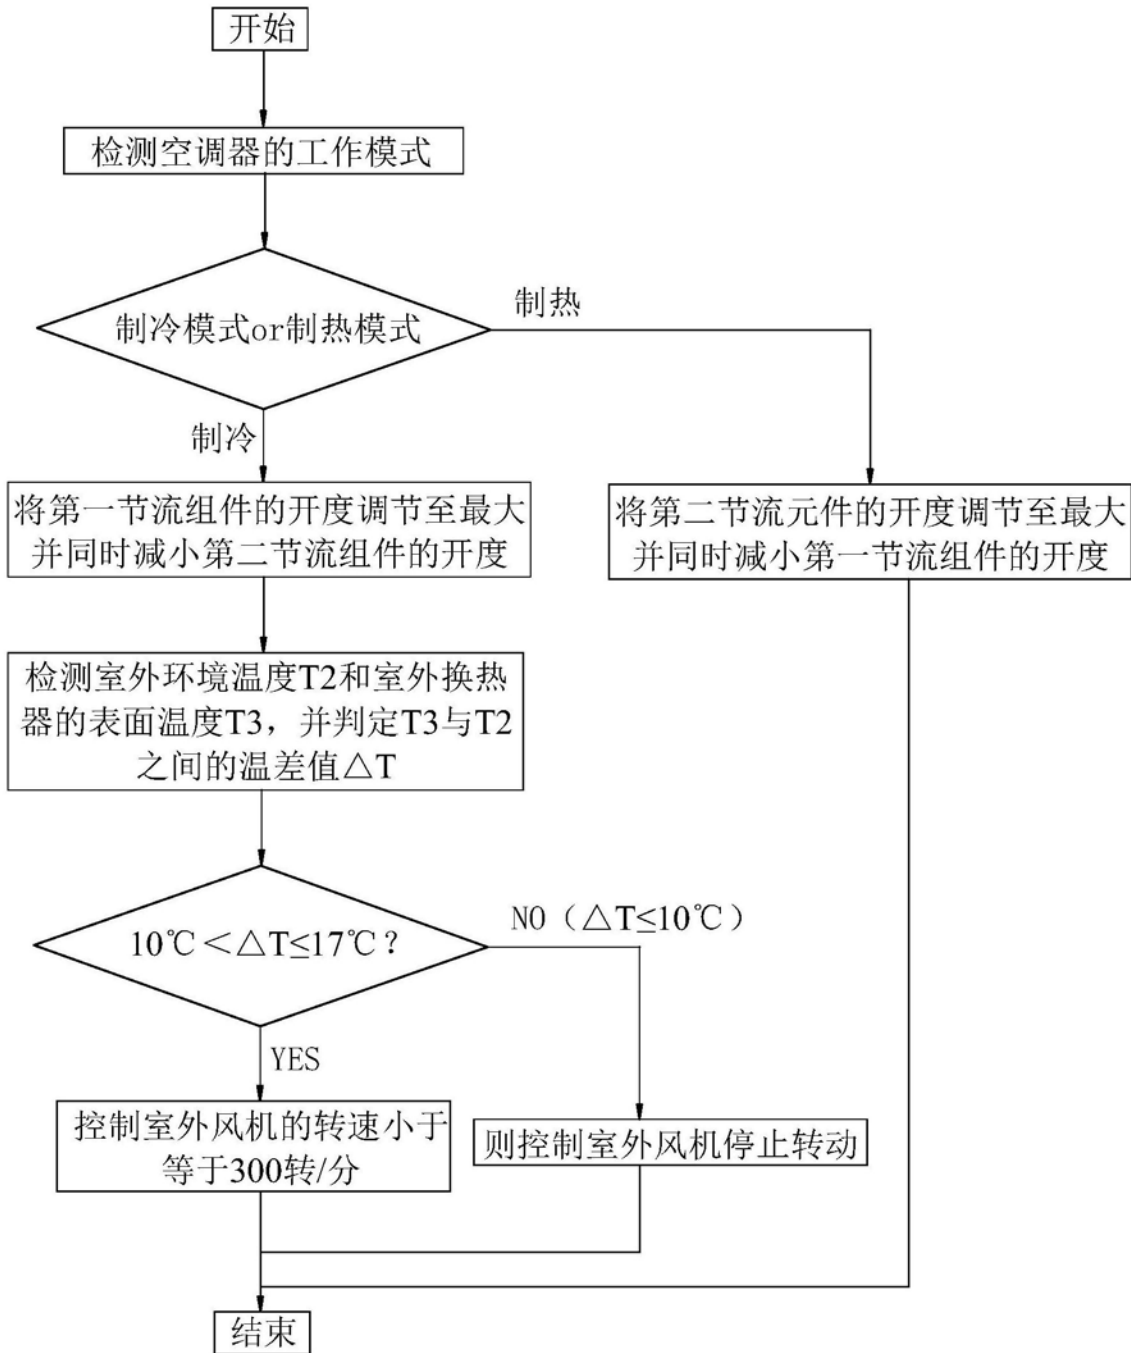 开始
检测空调器的工作模式
制冷模式or制热模式
制热
制冷
将第一节流组件的开度调节至最大
并同时减小第二节流组件的开度
将第二节流元件的开度调节至最大
并同时减小第一节流组件的开度
检测室外环境温度T2和室外换热
器的表面温度T3，并判定T3与T2
之间的温差值△T
10℃＜△T≤17℃？
NO（△T≤10℃）
YES
控制室外风机的转速小于
等于300转/分
则控制室外风机停止转动
结束